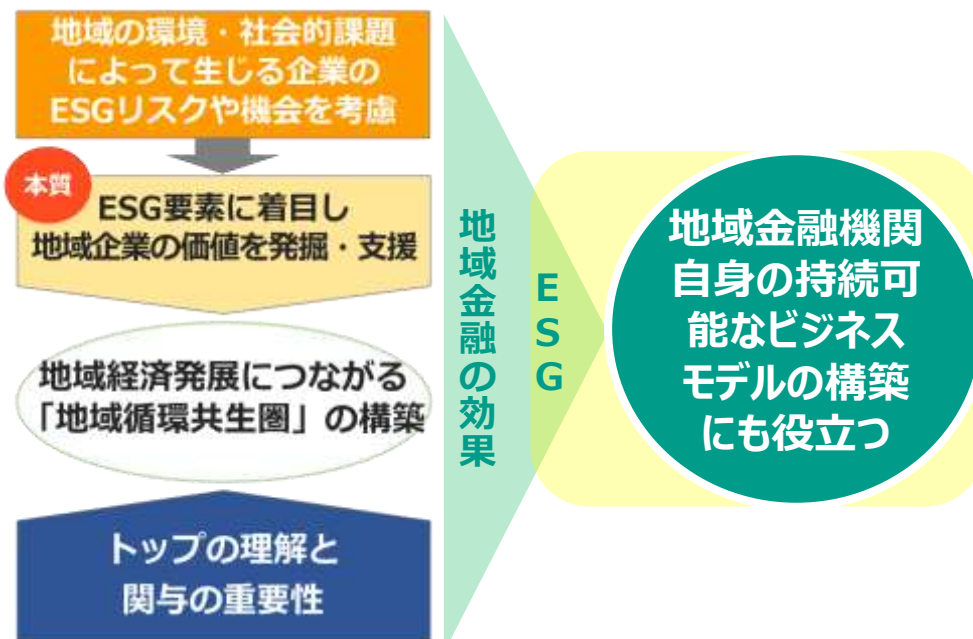 地域の環境・社会的課題
によって生じる企業の
ESGリスクや機会を考慮
本質
ESG要素に着目し
地域企業の価値を発掘・支援
地域経済発展につながる
「地域循環共生圏」の構築
トップの理解と
関与の重要性
地域金融の効果
ESG
地域金融機関
自身の持続可
能なビジネス
モデルの構築
にも役立つ